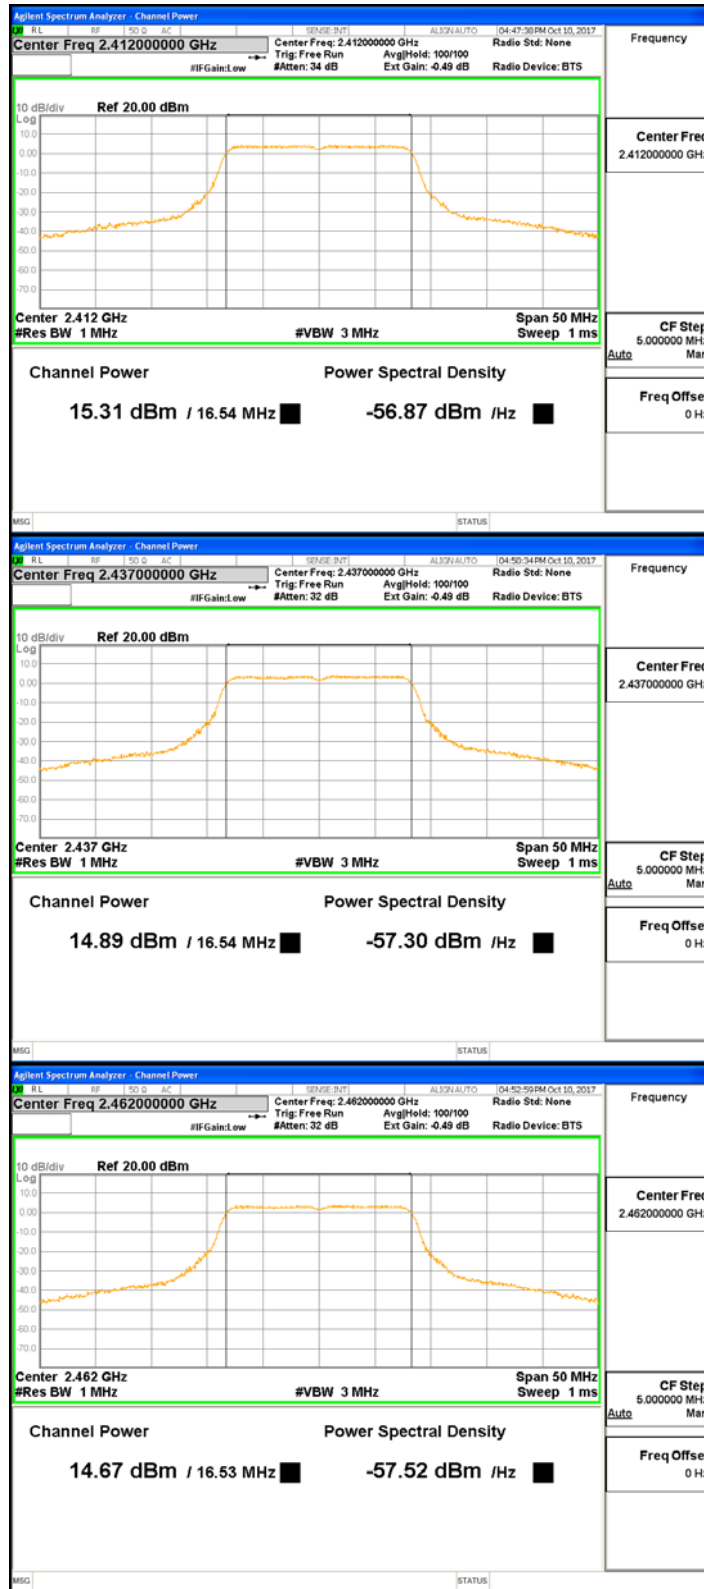 Agilent Spectrum Analyzer - Channel Power
RL RF 50 Ω AC SENSE:INT ALIGN AUTO 04:47:38 PM Oct 10, 2017
Center Freq 2.412000000 GHz
Center Freq: 2.412000000 GHz Radio Std: None
Trig: Free Run Avg|Hold: 100/100
#IFGain:Low #Atten: 34 dB Ext Gain: -0.49 dB Radio Device: BTS
Frequency
10 dB/div Ref 20.00 dBm
Log
10.0
0.00
-10.0
-20.0
-30.0
-40.0
-50.0
-60.0
-70.0
Center Freq
2.412000000 GHz
Center 2.412 GHz Span 50 MHz
#Res BW 1 MHz #VBW 3 MHz Sweep 1 ms
CF Step
5.000000 MHz
Auto Man
Freq Offset
0 Hz
Channel Power Power Spectral Density
15.31 dBm / 16.54 MHz -56.87 dBm /Hz
MSG STATUS
Agilent Spectrum Analyzer - Channel Power
RL RF 50 Ω AC SENSE:INT ALIGN AUTO 04:50:34 PM Oct 10, 2017
Center Freq 2.437000000 GHz
Center Freq: 2.437000000 GHz Radio Std: None
Trig: Free Run Avg|Hold: 100/100
#IFGain:Low #Atten: 32 dB Ext Gain: -0.49 dB Radio Device: BTS
Frequency
10 dB/div Ref 20.00 dBm
Log
10.0
0.00
-10.0
-20.0
-30.0
-40.0
-50.0
-60.0
-70.0
Center Freq
2.437000000 GHz
Center 2.437 GHz Span 50 MHz
#Res BW 1 MHz #VBW 3 MHz Sweep 1 ms
CF Step
5.000000 MHz
Auto Man
Freq Offset
0 Hz
Channel Power Power Spectral Density
14.89 dBm / 16.54 MHz -57.30 dBm /Hz
MSG STATUS
Agilent Spectrum Analyzer - Channel Power
RL RF 50 Ω AC SENSE:INT ALIGN AUTO 04:52:59 PM Oct 10, 2017
Center Freq 2.462000000 GHz
Center Freq: 2.462000000 GHz Radio Std: None
Trig: Free Run Avg|Hold: 100/100
#IFGain:Low #Atten: 32 dB Ext Gain: -0.49 dB Radio Device: BTS
Frequency
10 dB/div Ref 20.00 dBm
Log
10.0
0.00
-10.0
-20.0
-30.0
-40.0
-50.0
-60.0
-70.0
Center Freq
2.462000000 GHz
Center 2.462 GHz Span 50 MHz
#Res BW 1 MHz #VBW 3 MHz Sweep 1 ms
CF Step
5.000000 MHz
Auto Man
Freq Offset
0 Hz
Channel Power Power Spectral Density
14.67 dBm / 16.53 MHz -57.52 dBm /Hz
MSG STATUS